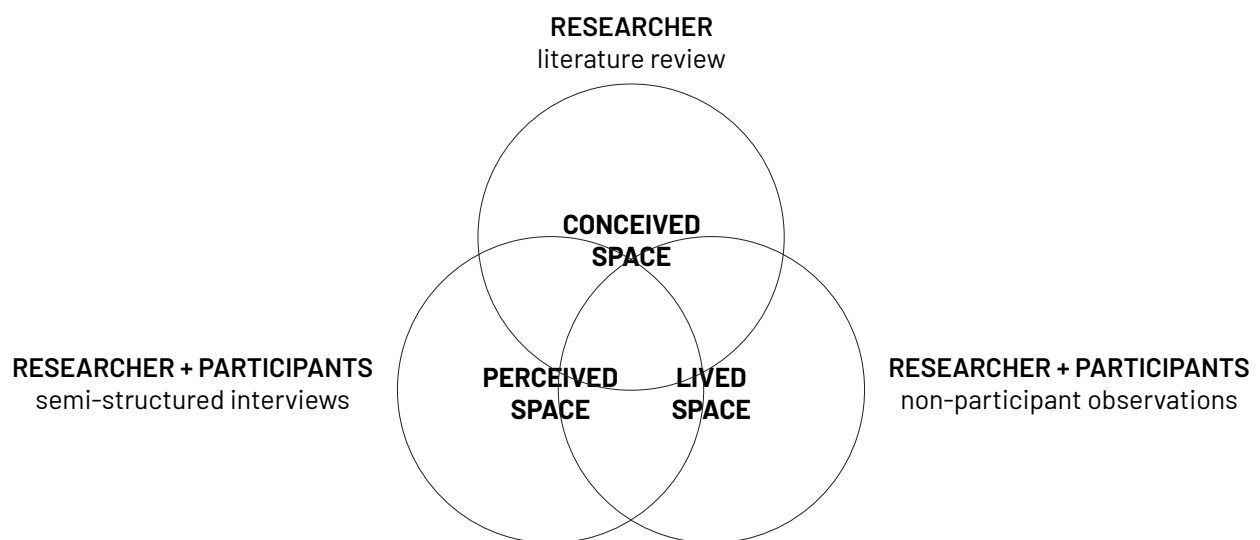 RESEARCHER
literature review
CONCEIVED
SPACE
RESEARCHER + PARTICIPANTS
semi-structured interviews
PERCEIVED
SPACE
LIVED
SPACE
RESEARCHER + PARTICIPANTS
non-participant observations